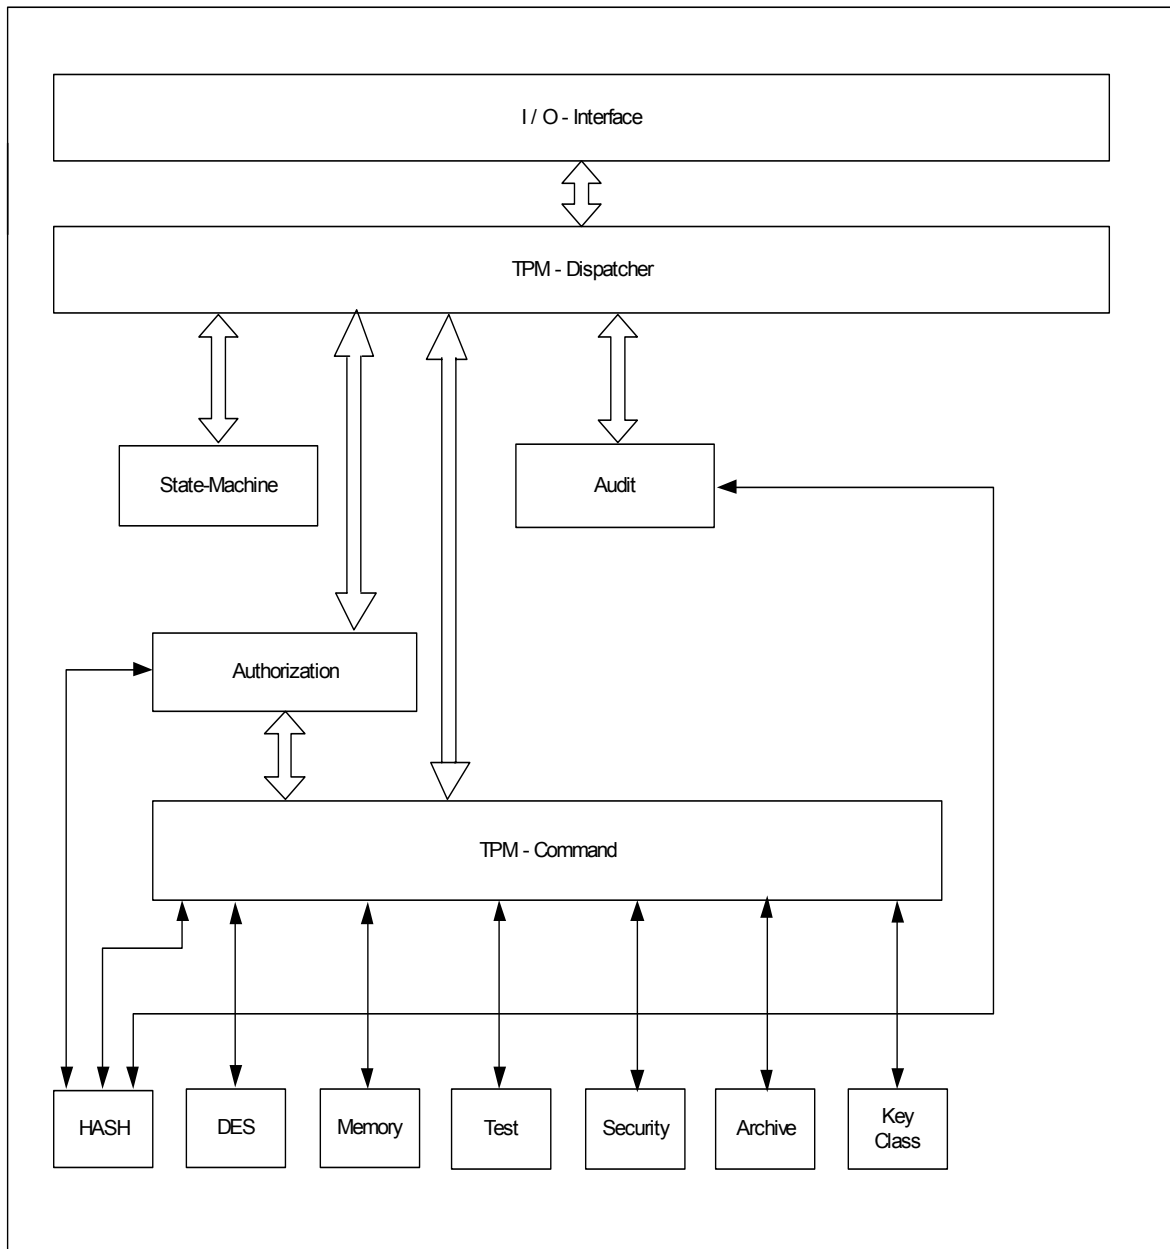 I / O - Interface
TPM - Dispatcher
State-Machine
Audit
Authorization
TPM - Command
HASH
DES
Memory
Test
Security
Archive
Key
Class